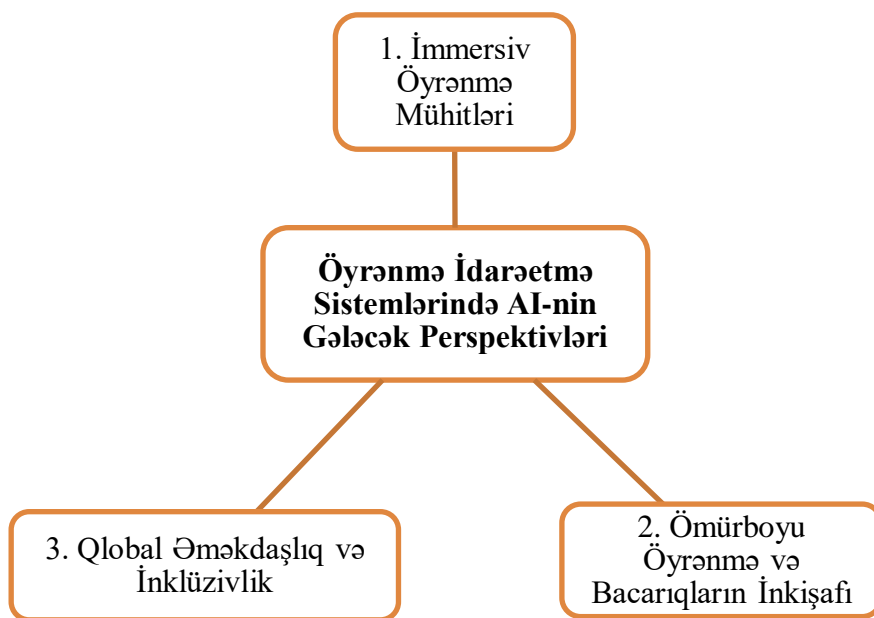 1. İmmersiv
Öyrənmə
Mühitləri
Öyrənmə İdarəetmə
Sistemlərində AI-nin
Gələcək Perspektivləri
3. Qlobal Əməkdaşlıq və
İnklüzivlik
2. Ömürboyu
Öyrənmə və
Bacarıqların İnkişafı